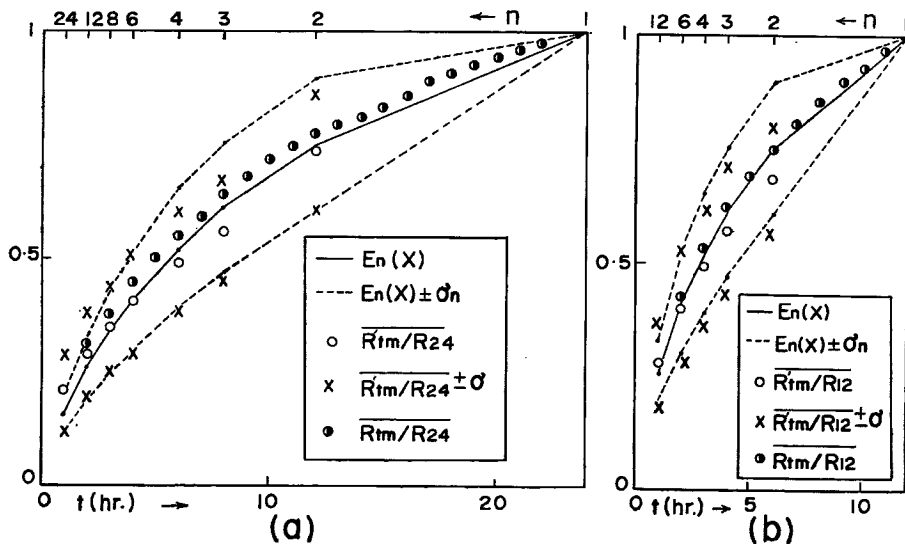 24 12 8 6 4 3 2 ← n 1
1
0.5
0
En(X)
En(X) ± σn
R'tm/R24
R'tm/R24 ± σ
Rtm/R24
0 10 20
t (hr.) →
(a)
12 6 4 3 2 ← n 1
1
0.5
0
En(X)
En(X) ± σn
R'tm/R12
R'tm/R12 ± σ
Rtm/R12
0 5 10
t (hr.) →
(b)